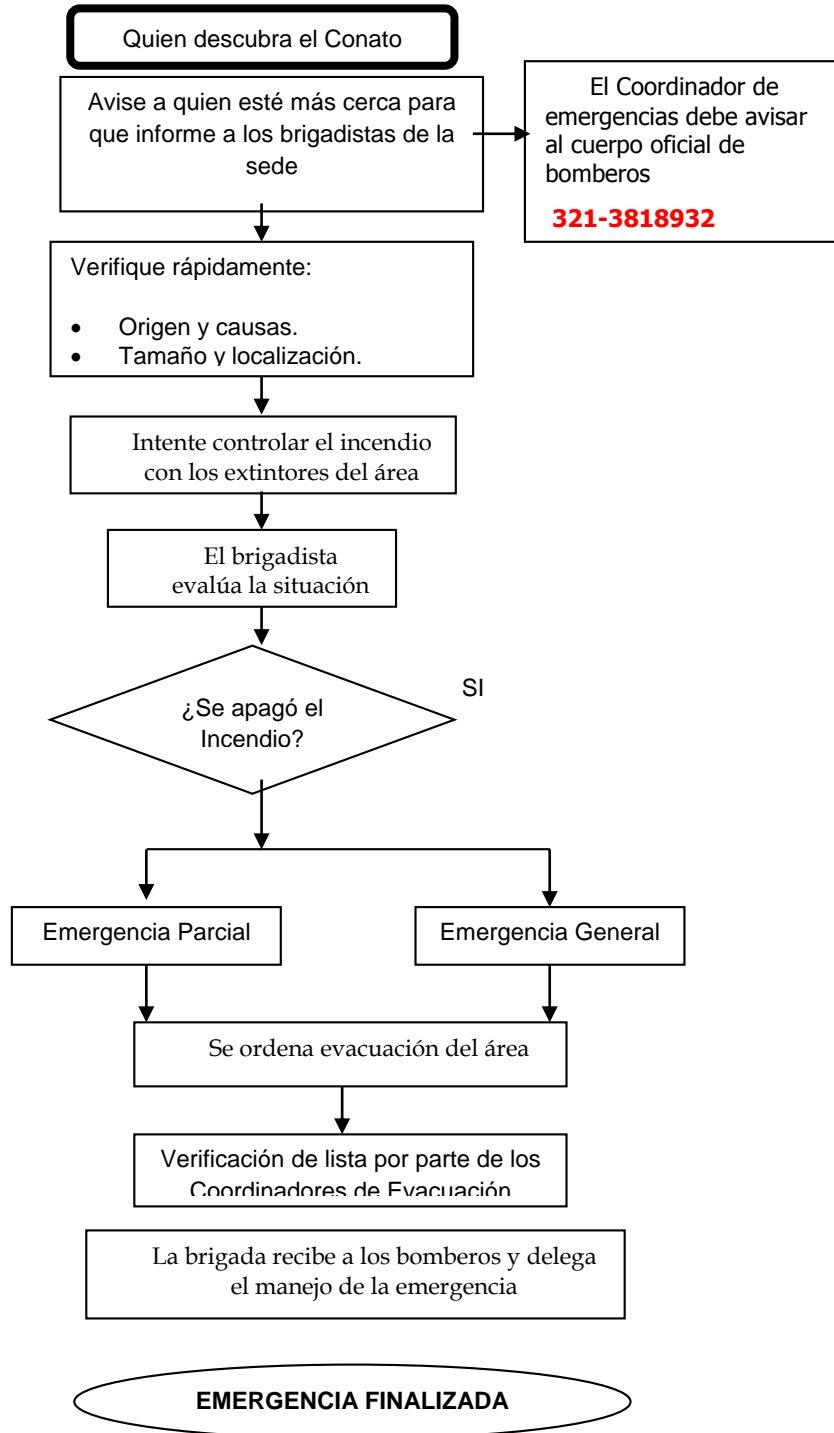 Quien descubra el Conato
Avise a quien esté más cerca para
que informe a los brigadistas de la
sede
El Coordinador de
emergencias debe avisar
al cuerpo oficial de
bomberos
321-3818932
Verifique rápidamente:
• Origen y causas.
• Tamaño y localización.
Intente controlar el incendio
con los extintores del área
El brigadista
evalúa la situación
¿Se apagó el
Incendio?
SI
Emergencia Parcial
Emergencia General
Se ordena evacuación del área
Verificación de lista por parte de los
Coordinadores de Evacuación
La brigada recibe a los bomberos y delega
el manejo de la emergencia
EMERGENCIA FINALIZADA